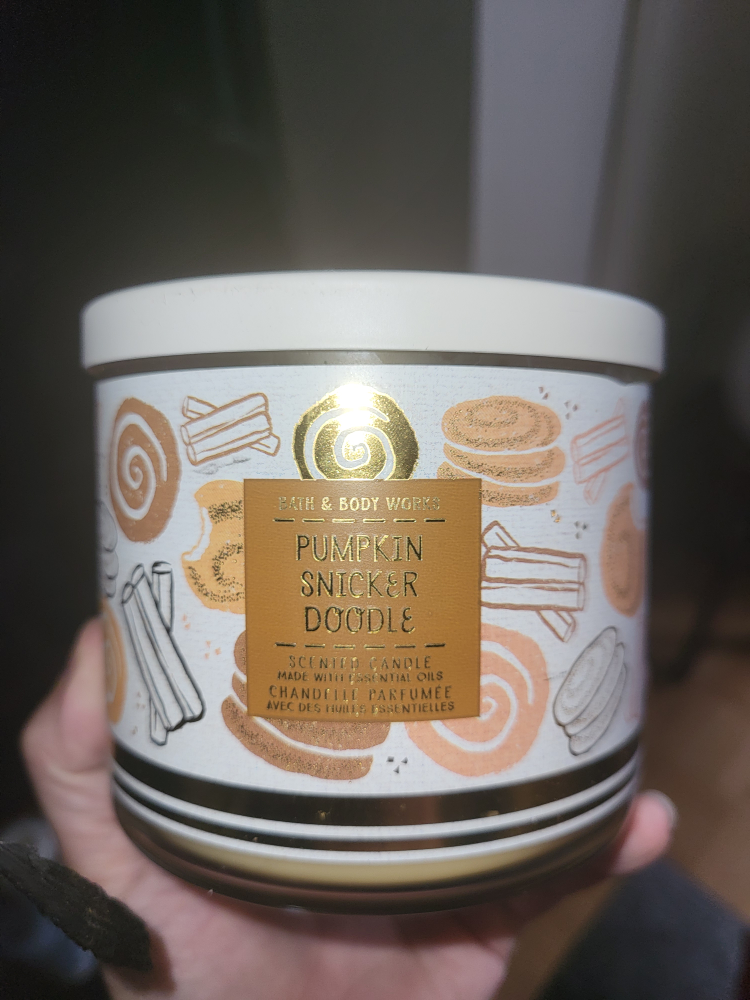 BATH & BODY WORKS
PUMPKIN
SNICKER
DOODLE
SCENTED CANDLE
MADE WITH ESSENTIAL OILS
CHANDELLE PARFUMÉE
AVEC DES HUILES ESSENTIELLES